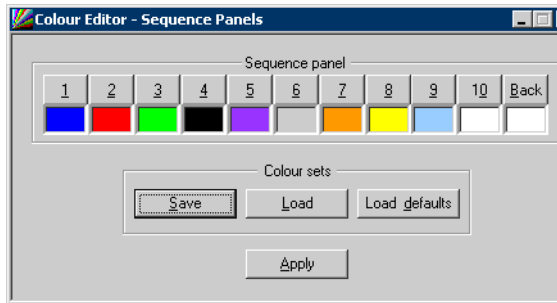 Colour Editor - Sequence Panels
Sequence panel
1 2 3 4 5 6 7 8 9 10 Back
Colour sets
Save Load Load defaults
Apply